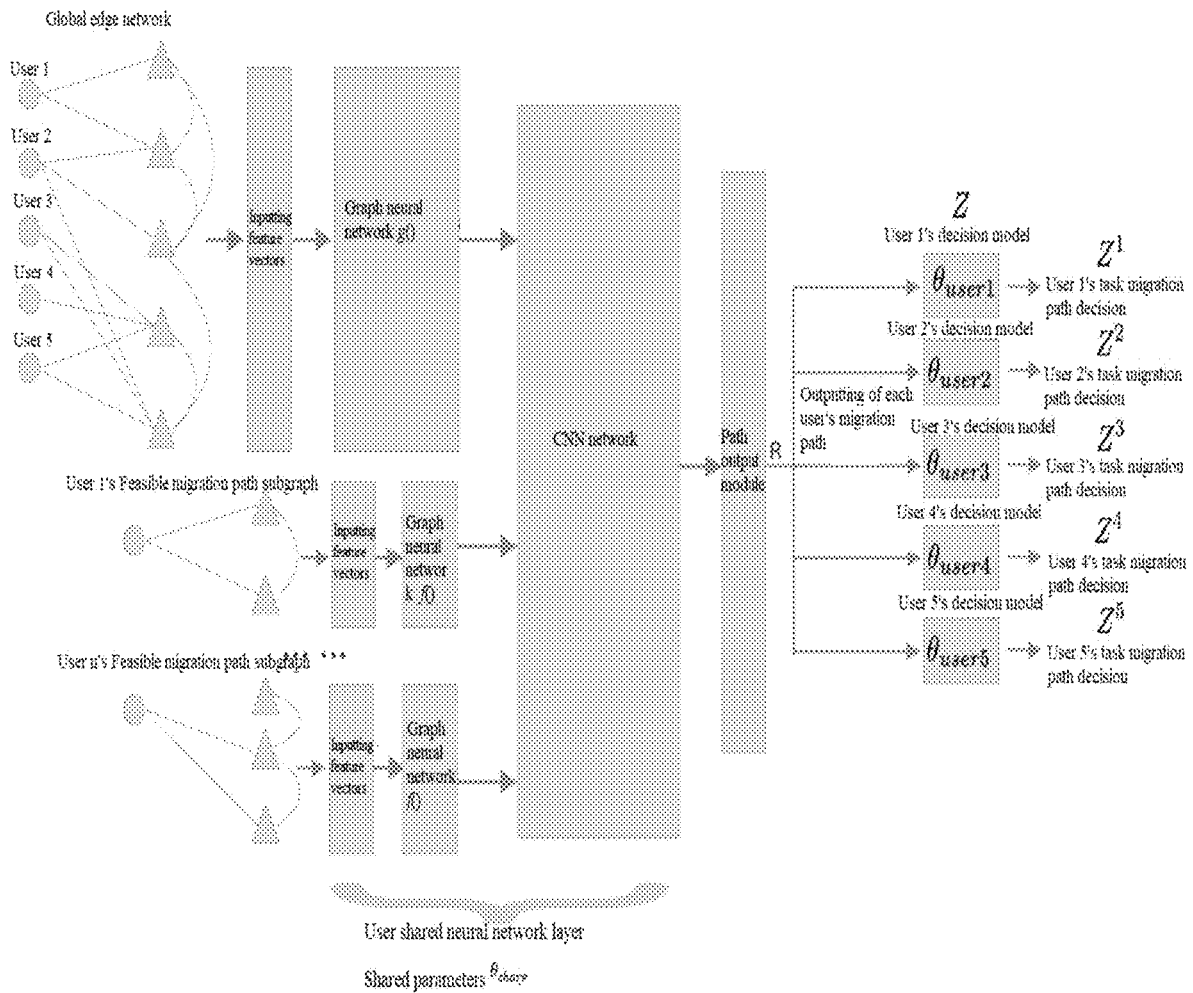 Global edge network
User 1
User 2
User 3
User 4
User 5
Inputting
feature
vectors
Graph neural
network g()
User 1's Feasible migration path subgraph
Inputting
feature
vectors
Graph
neural
networ
k f()
User n's Feasible migration path subgraph
Inputting
feature
vectors
Graph
neural
network
f()
CNN network
Path
output
module
R
Outputting of each
user's migration
path
Z
User 1's decision model
θuser1
Z¹
User 1's task migration
path decision
User 2's decision model
θuser2
Z²
User 2's task migration
path decision
User 3's decision model
θuser3
Z³
User 3's task migration
path decision
User 4's decision model
θuser4
Z⁴
User 4's task migration
path decision
User 5's decision model
θuser5
Z⁵
User 5's task migration
path decision
User shared neural network layer
Shared parameters θ